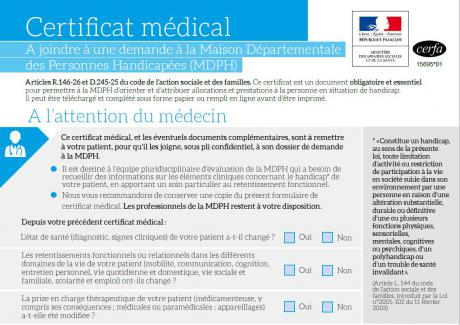 Certificat médical
A joindre à une demande à la Maison Départementale
des Personnes Handicapées (MDPH)
Liberté • Égalité • Fraternité
RÉPUBLIQUE FRANÇAISE
MINISTÈRE
DES AFFAIRES SOCIALES
ET DE LA SANTÉ
cerfa
15695*01
Articles R.146-26 et D.245-25 du code de l'action sociale et des familles. Ce certificat est un document obligatoire et essentiel
pour permettre à la MDPH d'orienter et d'attribuer allocations et prestations à la personne en situation de handicap.
Il peut être téléchargé et complété sous forme papier ou rempli en ligne avant d'être imprimé.
A l'attention du médecin
Ce certificat médical, et les éventuels documents complémentaires, sont à remettre
à votre patient, pour qu'il les joigne, sous pli confidentiel, à son dossier de demande
à la MDPH.
Il est destiné à l'équipe pluridisciplinaire d'évaluation de la MDPH qui a besoin de
recueillir des informations sur les éléments cliniques concernant le handicap* de
votre patient, en apportant un soin particulier au retentissement fonctionnel.
Nous vous recommandons de conserver une copie du présent formulaire de
certificat médical. Les professionnels de la MDPH restent à votre disposition.
Depuis votre précédent certificat médical :
L'état de santé (diagnostic, signes cliniques) de votre patient a-t-il changé ?
Oui
Non
Les retentissements fonctionnels ou relationnels dans les différents
domaines de la vie de votre patient (mobilité, communication, cognition,
entretien personnel, vie quotidienne et domestique, vie sociale et
familiale, scolarité et emploi) ont-ils changé ?
Oui
Non
La prise en charge thérapeutique de votre patient (médicamenteuse, y
compris ses conséquences ; médicales ou paramédicales ; appareillages)
a-t-elle été modifiée ?
Oui
Non
* «Constitue un handicap,
au sens de la présente
loi, toute limitation
d'activité ou restriction
de participation à la vie
en société subie dans son
environnement par une
personne en raison d'une
altération substantielle,
durable ou définitive
d'une ou plusieurs
fonctions physiques,
sensorielles,
mentales, cognitives
ou psychiques, d'un
polyhandicap ou
d'un trouble de santé
invalidant».
(Article L. 144 du code
de l'action sociale et des
familles, introduit par la Loi
n°2005-102 du 11 février
2005)